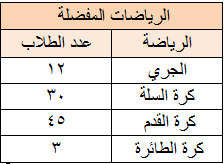 الرياضات المفضلة
الرياضة عدد الطلاب
الجري ١٢
كرة السلة ٣٠
كرة القدم ٤٥
كرة الطائرة ٣